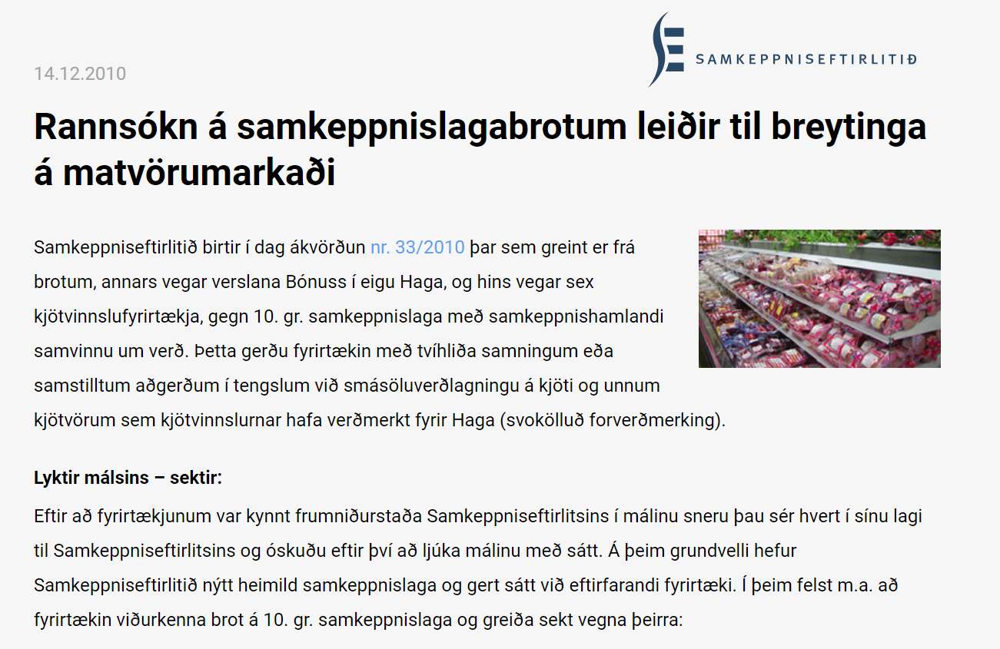 SAMKEPPNISEFTIRLITIÐ
14.12.2010
Rannsókn á samkeppnislagabrotum leiðir til breytinga
á matvörumarkaði
Samkeppniseftirlitið birtir í dag ákvörðun nr. 33/2010 þar sem greint er frá
brotum, annars vegar verslana Bónuss í eigu Haga, og hins vegar sex
kjötvinnslufyrirtækja, gegn 10. gr. samkeppnislaga með samkeppnishamlandi
samvinnu um verð. Þetta gerðu fyrirtækin með tvíhliða samningum eða
samstilltum aðgerðum í tengslum við smásöluverðlagningu á kjöti og unnum
kjötvörum sem kjötvinnslurnar hafa verðmerkt fyrir Haga (svokölluð forverðmerking).
Lyktir málsins – sektir:
Eftir að fyrirtækjunum var kynnt frumniðurstaða Samkeppniseftirlitsins í málinu sneru þau sér hvert í sínu lagi
til Samkeppniseftirlitsins og óskuðu eftir því að ljúka málinu með sátt. Á þeim grundvelli hefur
Samkeppniseftirlitið nýtt heimild samkeppnislaga og gert sátt við eftirfarandi fyrirtæki. Í þeim felst m.a. að
fyrirtækin viðurkenna brot á 10. gr. samkeppnislaga og greiða sekt vegna þeirra: